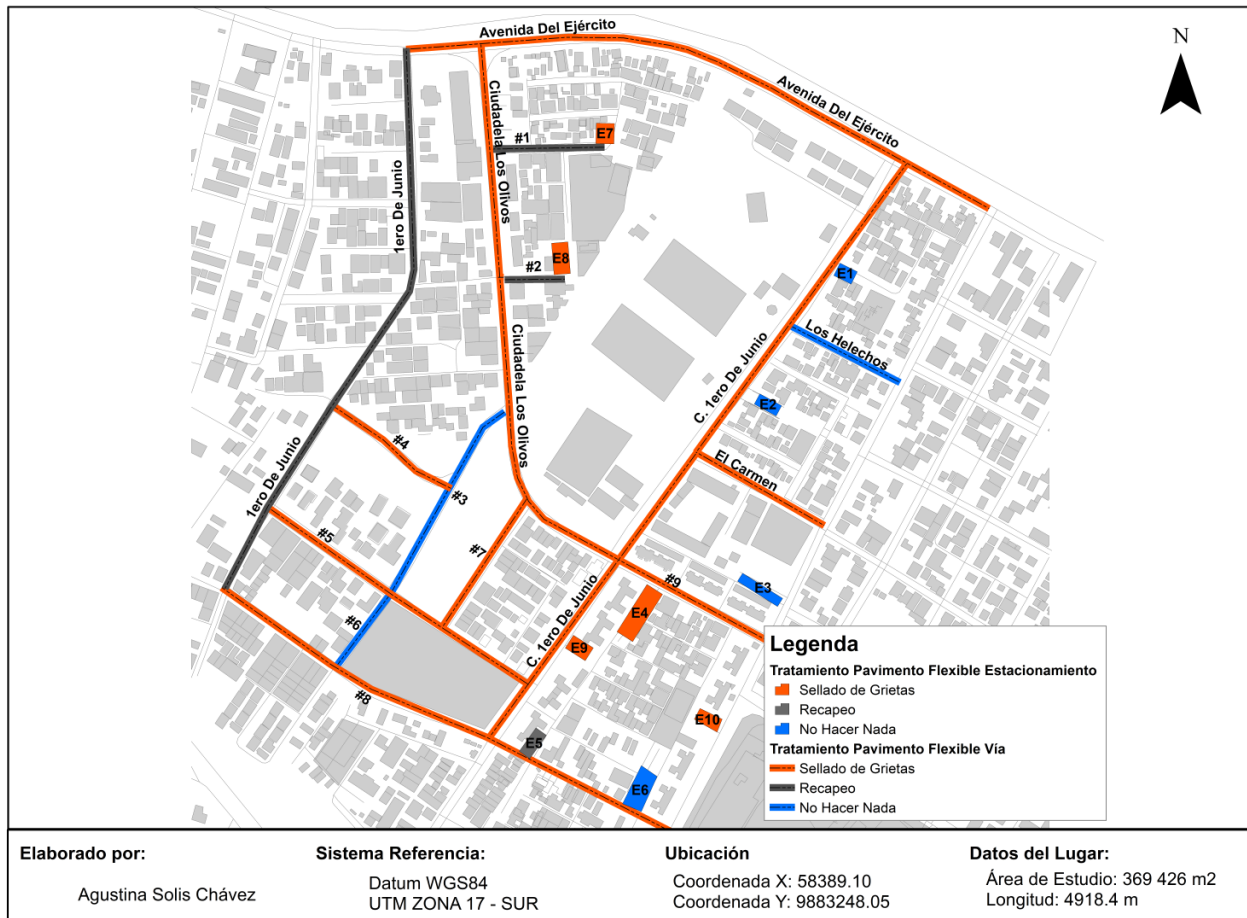 Avenida Del Ejército
N
Avenida Del Ejército
Ciudadela Los Olivos
#1
E7
1ero De Junio
#2
E8
E1
Los Helechos
Ciudadela Los Olivos
C. 1ero De Junio
E2
El Carmen
#4
1ero De Junio
#3
#5
#7
#9
E3
C. 1ero De Junio
E4
#6
E9
#8
E10
E5
E6
Legenda
Tratamiento Pavimento Flexible Estacionamiento
Sellado de Grietas
Recapeo
No Hacer Nada
Tratamiento Pavimento Flexible Vía
Sellado de Grietas
Recapeo
No Hacer Nada
Elaborado por:
Agustina Solis Chávez
Sistema Referencia:
Datum WGS84
UTM ZONA 17 - SUR
Ubicación
Coordenada X: 58389.10
Coordenada Y: 9883248.05
Datos del Lugar:
Área de Estudio: 369 426 m2
Longitud: 4918.4 m